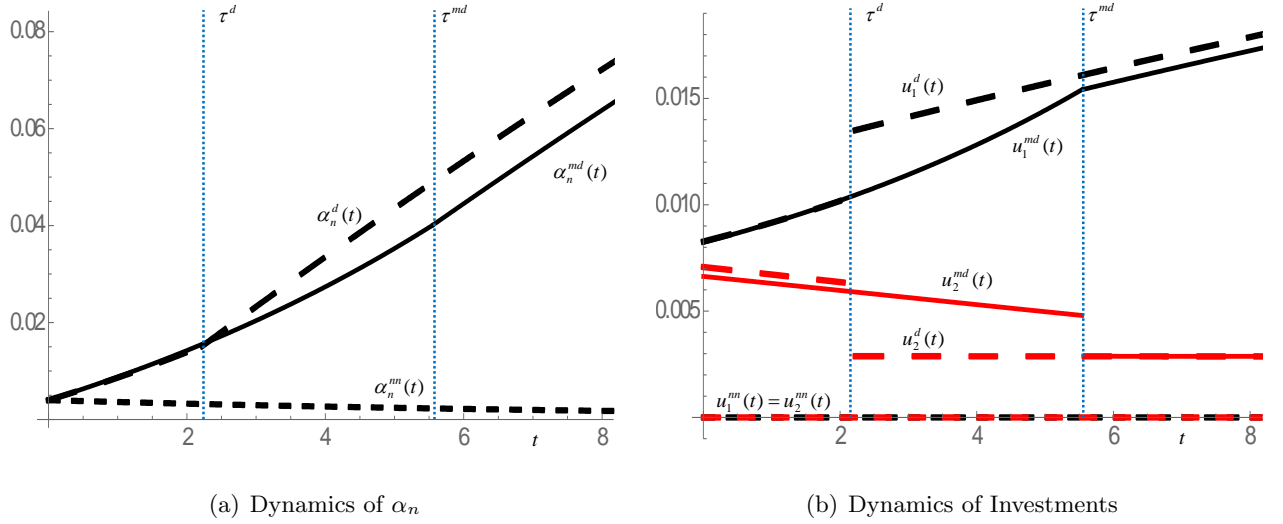 0.08
τ^d
τ^md
0.06
α_n^md(t)
α_n^d(t)
0.04
0.02
α_n^nn(t)
2
4
6
t
8
(a) Dynamics of α_n
τ^d
τ^md
u_1^d(t)
0.015
u_1^md(t)
0.010
u_2^md(t)
0.005
u_2^d(t)
u_1^nn(t) = u_2^nn(t)
2
4
6
t
8
(b) Dynamics of Investments